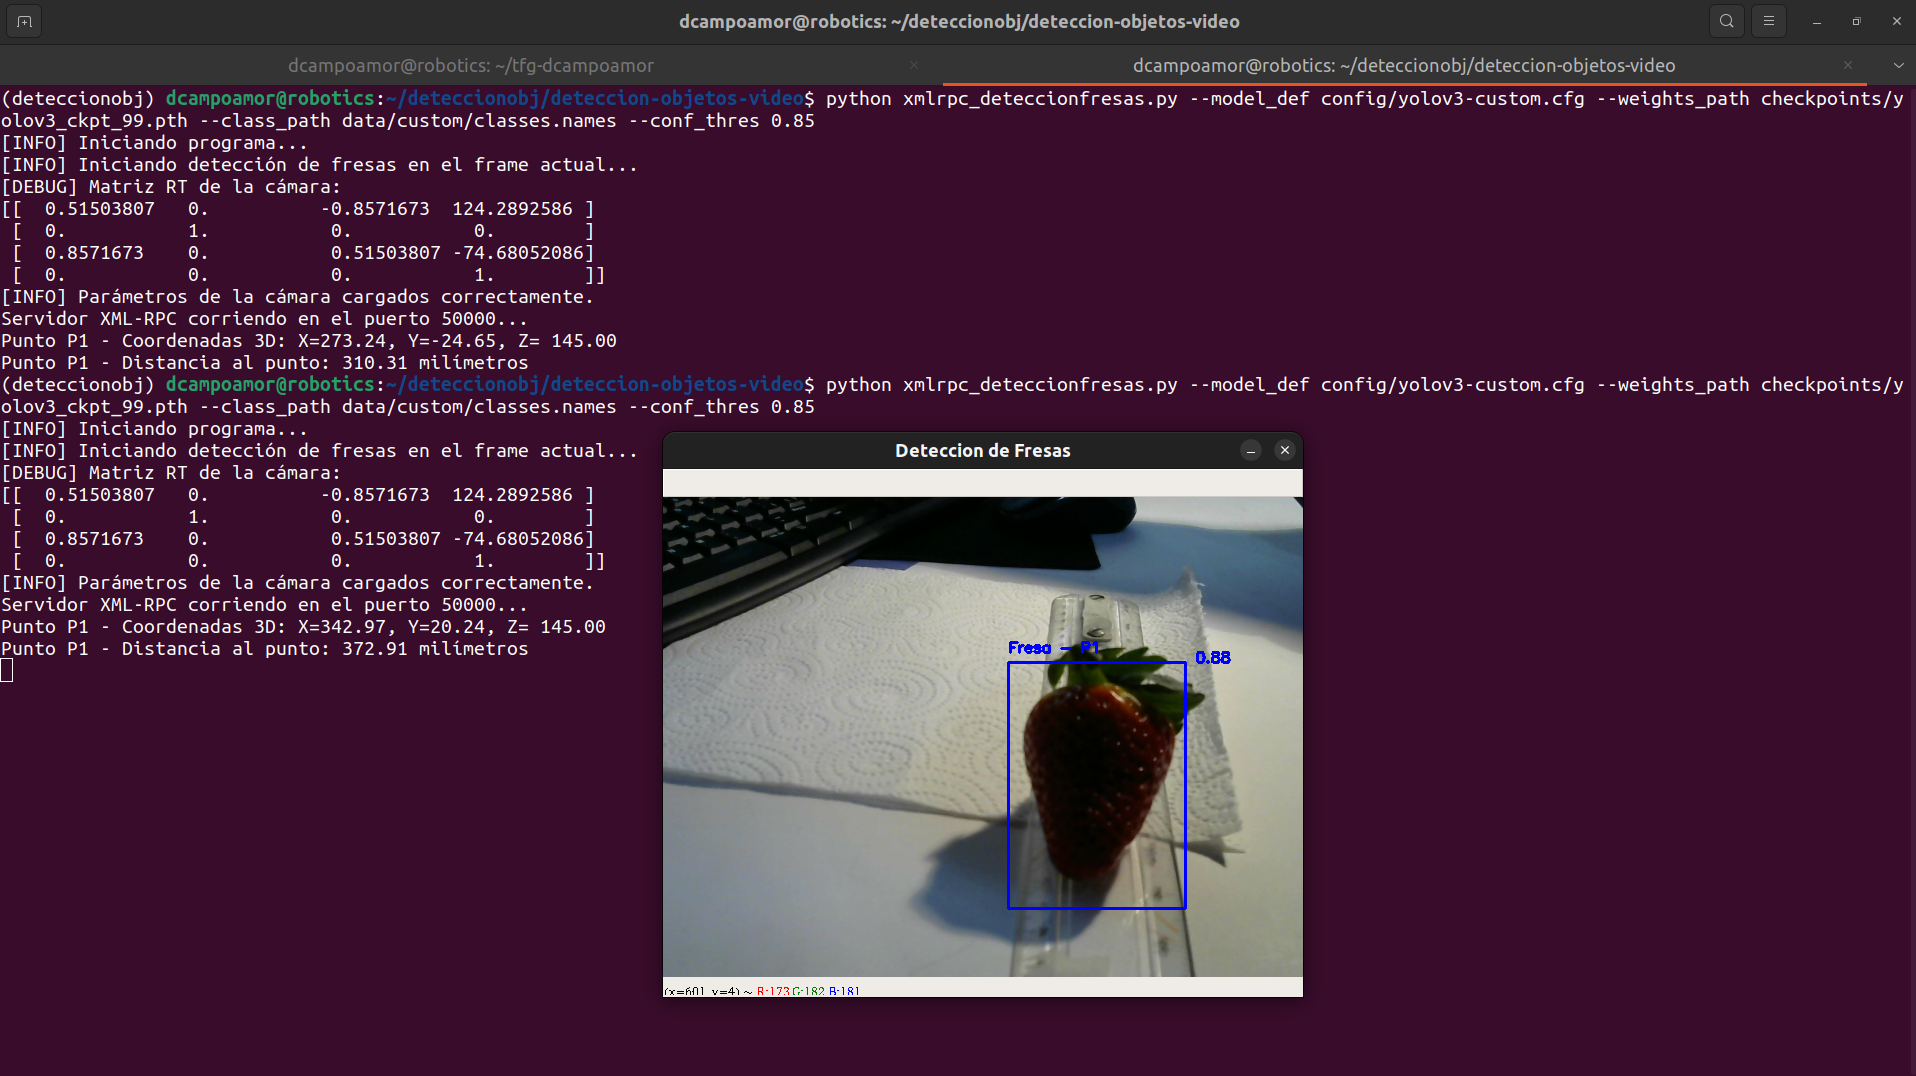 dcampoamor@robotics: ~/deteccionobj/deteccion-objetos-video
dcampoamor@robotics: ~/tfg-dcampoamor
dcampoamor@robotics: ~/deteccionobj/deteccion-objetos-video
(deteccionobj) dcampoamor@robotics:~/deteccionobj/deteccion-objetos-video$ python xmlrpc_deteccionfresas.py --model_def config/yolov3-custom.cfg --weights_path checkpoints/y
olov3_ckpt_99.pth --class_path data/custom/classes.names --conf_thres 0.85
[INFO] Iniciando programa...
[INFO] Iniciando detección de fresas en el frame actual...
[DEBUG] Matriz RT de la cámara:
[[  0.51503807   0.          -0.8571673  124.2892586 ]
 [  0.           1.           0.           0.        ]
 [  0.8571673    0.           0.51503807 -74.68052086]
 [  0.           0.           0.           1.        ]]
[INFO] Parámetros de la cámara cargados correctamente.
Servidor XML-RPC corriendo en el puerto 50000...
Punto P1 - Coordenadas 3D: X=273.24, Y=-24.65, Z= 145.00
Punto P1 - Distancia al punto: 310.31 milímetros
(deteccionobj) dcampoamor@robotics:~/deteccionobj/deteccion-objetos-video$ python xmlrpc_deteccionfresas.py --model_def config/yolov3-custom.cfg --weights_path checkpoints/y
olov3_ckpt_99.pth --class_path data/custom/classes.names --conf_thres 0.85
[INFO] Iniciando programa...
[INFO] Iniciando detección de fresas en el frame actual...
[DEBUG] Matriz RT de la cámara:
[[  0.51503807   0.          -0.8571673  124.2892586 ]
 [  0.           1.           0.           0.        ]
 [  0.8571673    0.           0.51503807 -74.68052086]
 [  0.           0.           0.           1.        ]]
[INFO] Parámetros de la cámara cargados correctamente.
Servidor XML-RPC corriendo en el puerto 50000...
Punto P1 - Coordenadas 3D: X=342.97, Y=20.24, Z= 145.00
Punto P1 - Distancia al punto: 372.91 milímetros
Deteccion de Fresas
Fresa - P1
0.88
(x=601, y=4) ~ R:173 G:182 B:181